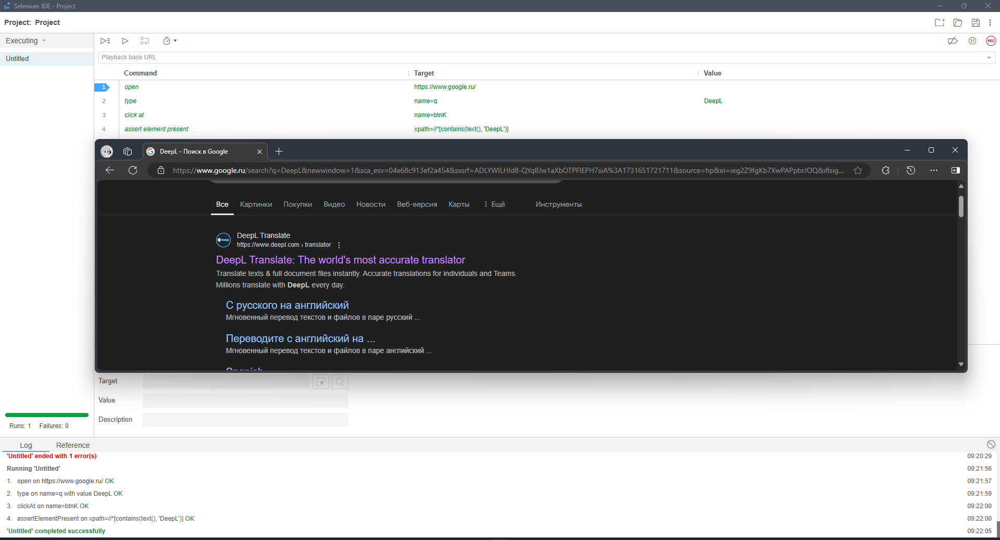 Selenium IDE - Project
Project: Project
Executing
Untitled
REC
Playback base URL
Command Target Value
1 open https://www.google.ru/
2 type name=q DeepL
3 click at name=btnK
4 assert element present xpath=//*[contains(text(), 'DeepL')]
DeepL - Поиск в Google
https://www.google.ru/search?q=DeepL&newwindow=1&sca_esv=04e68c913ef2a454&sxsrf=ADLYWILHId8-QYqBJw1aXbOTPFIEPH7siA%3A1731651721711&source=hp&ei=ieg2Z9fgKb7XwPAPpbrJOQ&iflsig...
Все Картинки Покупки Видео Новости Веб-версия Карты Ещё Инструменты
DeepL
DeepL Translate
https://www.deepl.com › translator
DeepL Translate: The world's most accurate translator
Translate texts & full document files instantly. Accurate translations for individuals and Teams.
Millions translate with DeepL every day.
С русского на английский
Мгновенный перевод текстов и файлов в паре русский ...
Переводите с английский на ...
Мгновенный перевод текстов и файлов в паре английский ...
Spanish
Target
Value
Description
Runs: 1 Failures: 0
Log Reference
'Untitled' ended with 1 error(s) 09:20:29
Running 'Untitled' 09:21:56
1. open on https://www.google.ru/ OK 09:21:57
2. type on name=q with value DeepL OK 09:21:59
3. clickAt on name=btnK OK 09:22:00
4. assertElementPresent on xpath=//*[contains(text(), 'DeepL')] OK 09:22:00
'Untitled' completed successfully 09:22:05